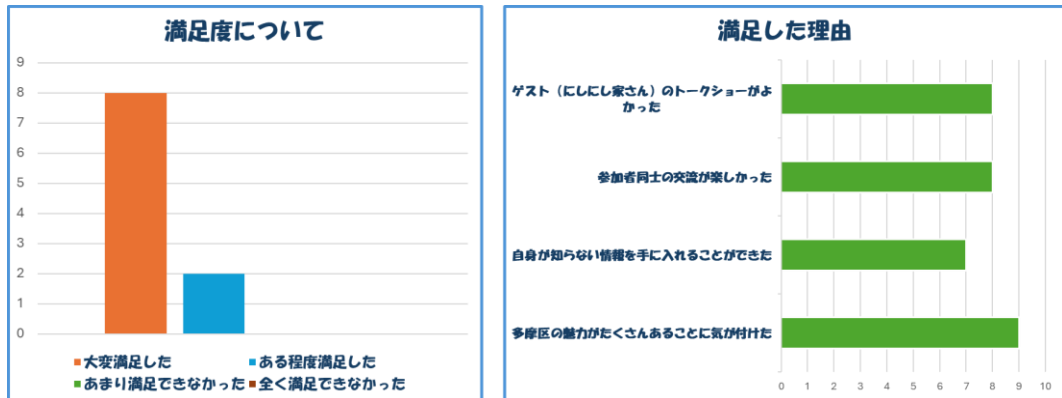 満足度について
9
8
7
6
5
4
3
2
1
0
大変満足した
ある程度満足した
あまり満足できなかった
全く満足できなかった
満足した理由
ゲスト（にしにし家さん）のトークショーがよ
かった
参加者同士の交流が楽しかった
自身が知らない情報を手に入れることができた
多摩区の魅力がたくさんあることに気が付けた
0 1 2 3 4 5 6 7 8 9 10